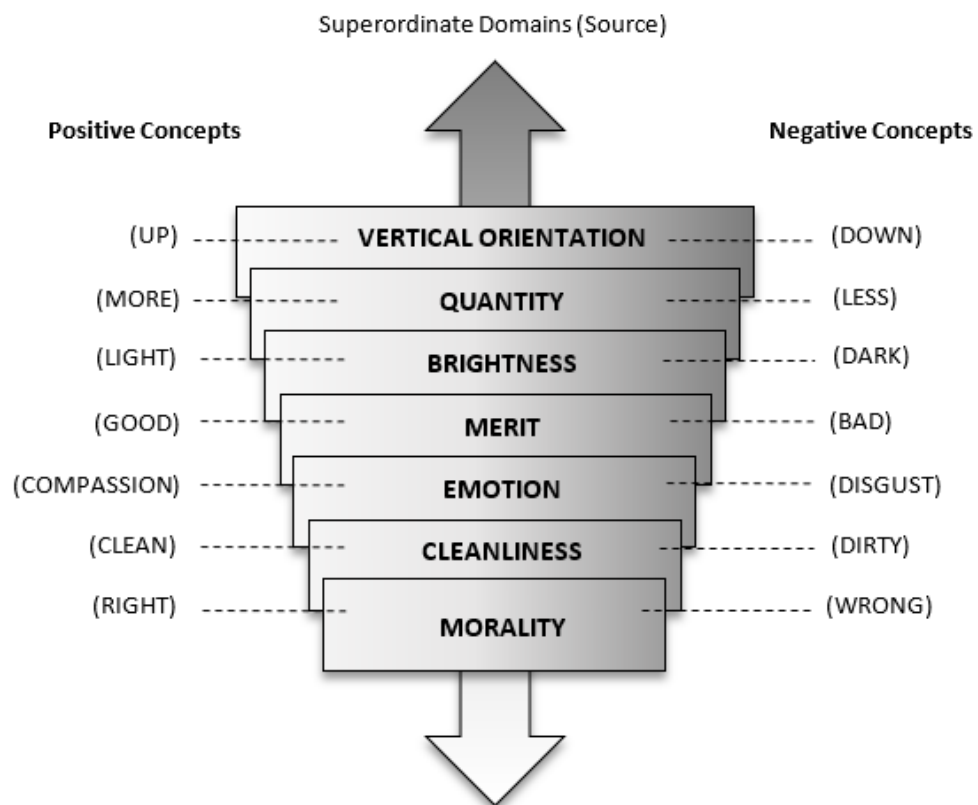 Superordinate Domains (Source)
Positive Concepts
Negative Concepts
(UP) VERTICAL ORIENTATION (DOWN)
(MORE) QUANTITY (LESS)
(LIGHT) BRIGHTNESS (DARK)
(GOOD) MERIT (BAD)
(COMPASSION) EMOTION (DISGUST)
(CLEAN) CLEANLINESS (DIRTY)
(RIGHT) MORALITY (WRONG)